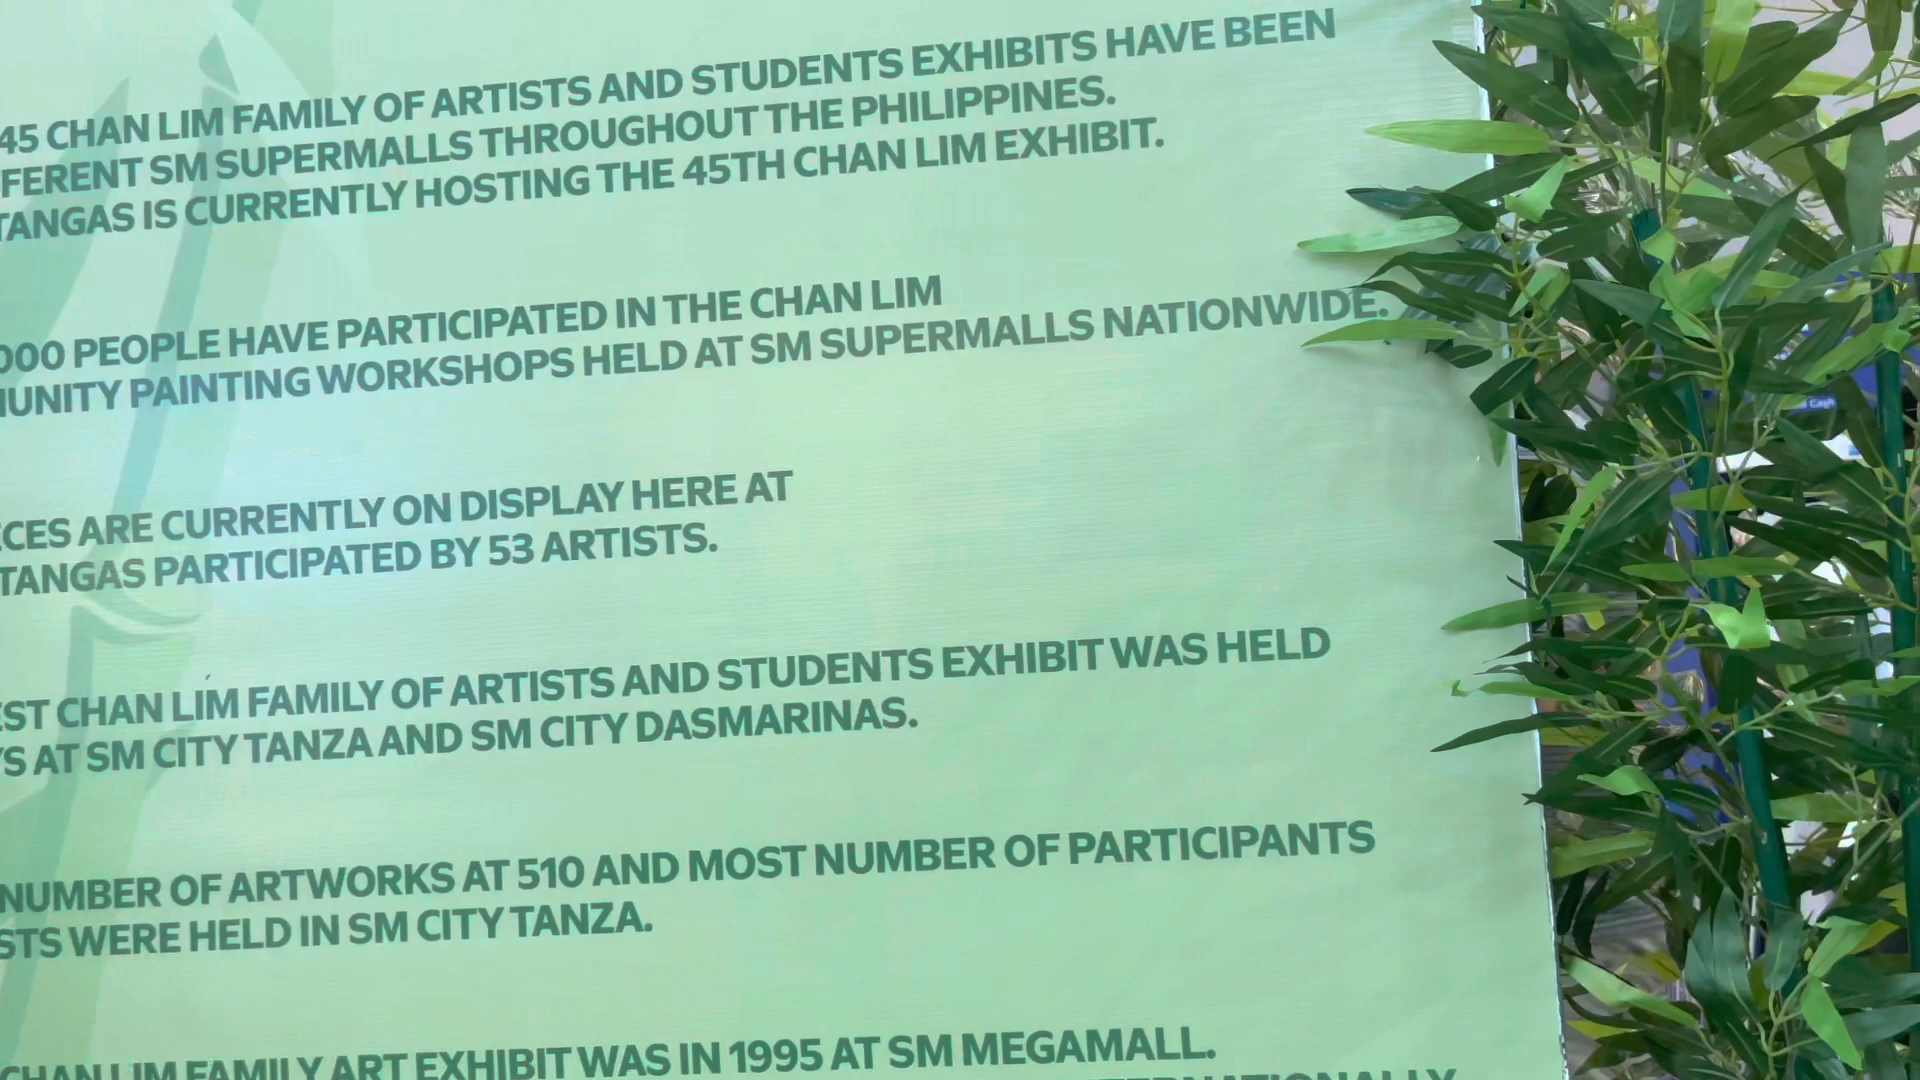 45 CHAN LIM FAMILY OF ARTISTS AND STUDENTS EXHIBITS HAVE BEEN
FERENT SM SUPERMALLS THROUGHOUT THE PHILIPPINES.
TANGAS IS CURRENTLY HOSTING THE 45TH CHAN LIM EXHIBIT.
000 PEOPLE HAVE PARTICIPATED IN THE CHAN LIM
UNITY PAINTING WORKSHOPS HELD AT SM SUPERMALLS NATIONWIDE.
CES ARE CURRENTLY ON DISPLAY HERE AT
TANGAS PARTICIPATED BY 53 ARTISTS.
EST CHAN LIM FAMILY OF ARTISTS AND STUDENTS EXHIBIT WAS HELD
YS AT SM CITY TANZA AND SM CITY DASMARINAS.
NUMBER OF ARTWORKS AT 510 AND MOST NUMBER OF PARTICIPANTS
STS WERE HELD IN SM CITY TANZA.
CHAN LIM FAMILY ART EXHIBIT WAS IN 1995 AT SM MEGAMALL.